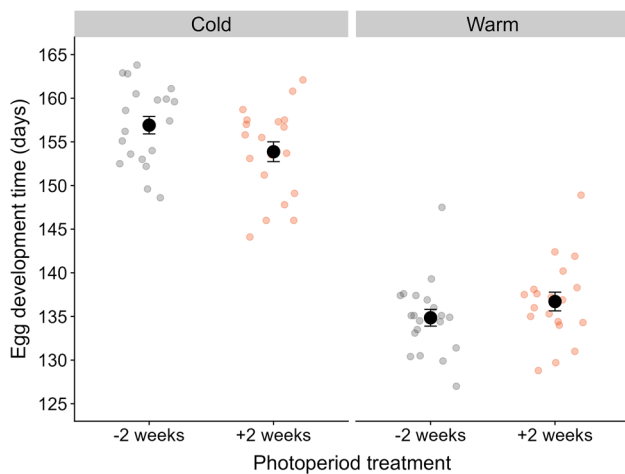 Cold Warm
Egg development time (days)
165
160
155
150
145
140
135
130
125
-2 weeks +2 weeks -2 weeks +2 weeks
Photoperiod treatment